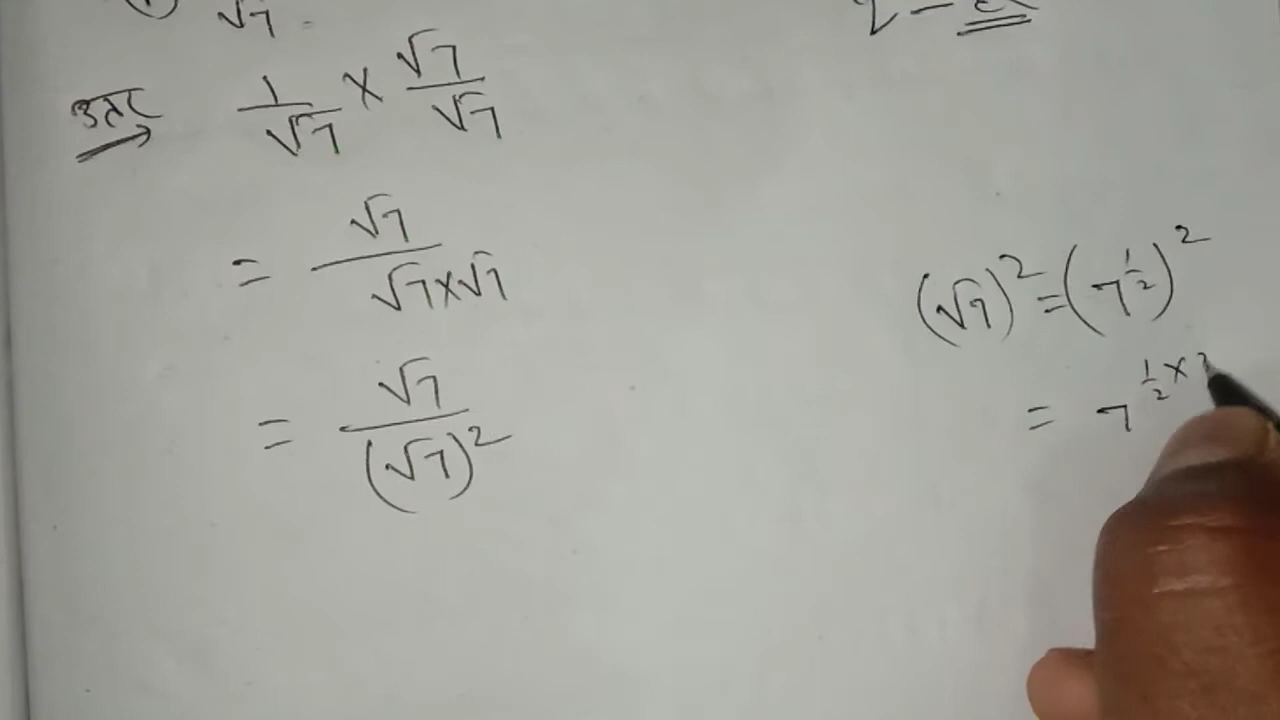 √7
उत्तर 1/√7 × √7/√7
= √7/√7×√7
= √7/(√7)²
(√7)² = (7^1/2)²
= 7^1/2 ×